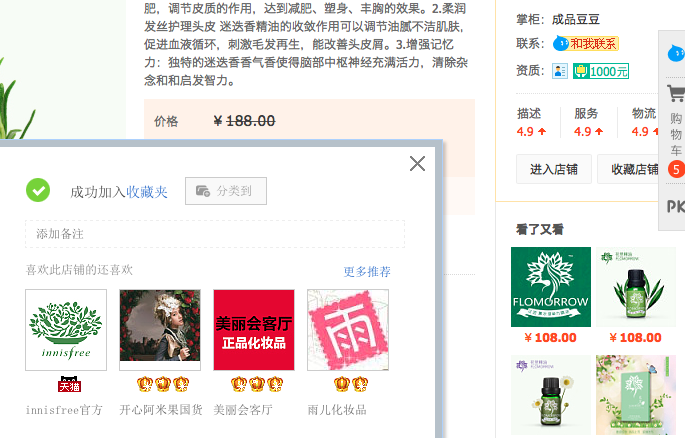 肥，调节皮质的作用，达到减肥、塑身、丰胸的效果。2.柔润
发丝护理头皮 迷迭香精油的收敛作用可以调节油腻不洁肌肤，
促进血液循环，刺激毛发再生，能改善头皮屑。3.增强记忆
力：独特的迷迭香香气香使得脑部中枢神经充满活力，清除杂
念和和启发智力。
价格
¥ 188.00
成功加入收藏夹
分类到
添加备注
喜欢此店铺的还喜欢
更多推荐
innisfree
美丽会客厅
正品化妆品
雨
天猫
innisfree官方
开心阿米果国货
美丽会客厅
雨儿化妆品
掌柜：成品豆豆
联系：和我联系
资质：1000元
描述 服务 物流
4.9 4.9 4.9
进入店铺
收藏店铺
看了又看
FLOMORROW
FLOMORROW
¥ 108.00
¥ 108.00
购
物
车
5
PK